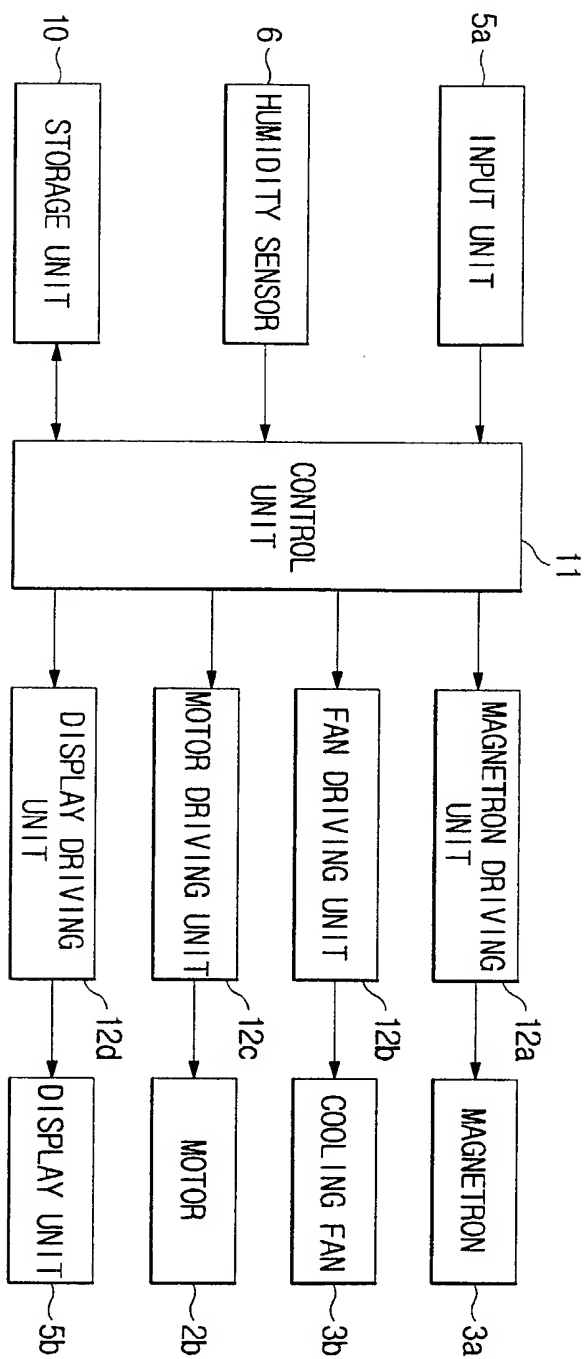 5a
INPUT UNIT
6
HUMIDITY SENSOR
10
STORAGE UNIT
11
CONTROL
UNIT
MAGNETRON DRIVING
UNIT
12a
FAN DRIVING UNIT
12b
MOTOR DRIVING UNIT
12c
DISPLAY DRIVING
UNIT
12d
MAGNETRON
3a
COOLING FAN
3b
MOTOR
2b
DISPLAY UNIT
5b